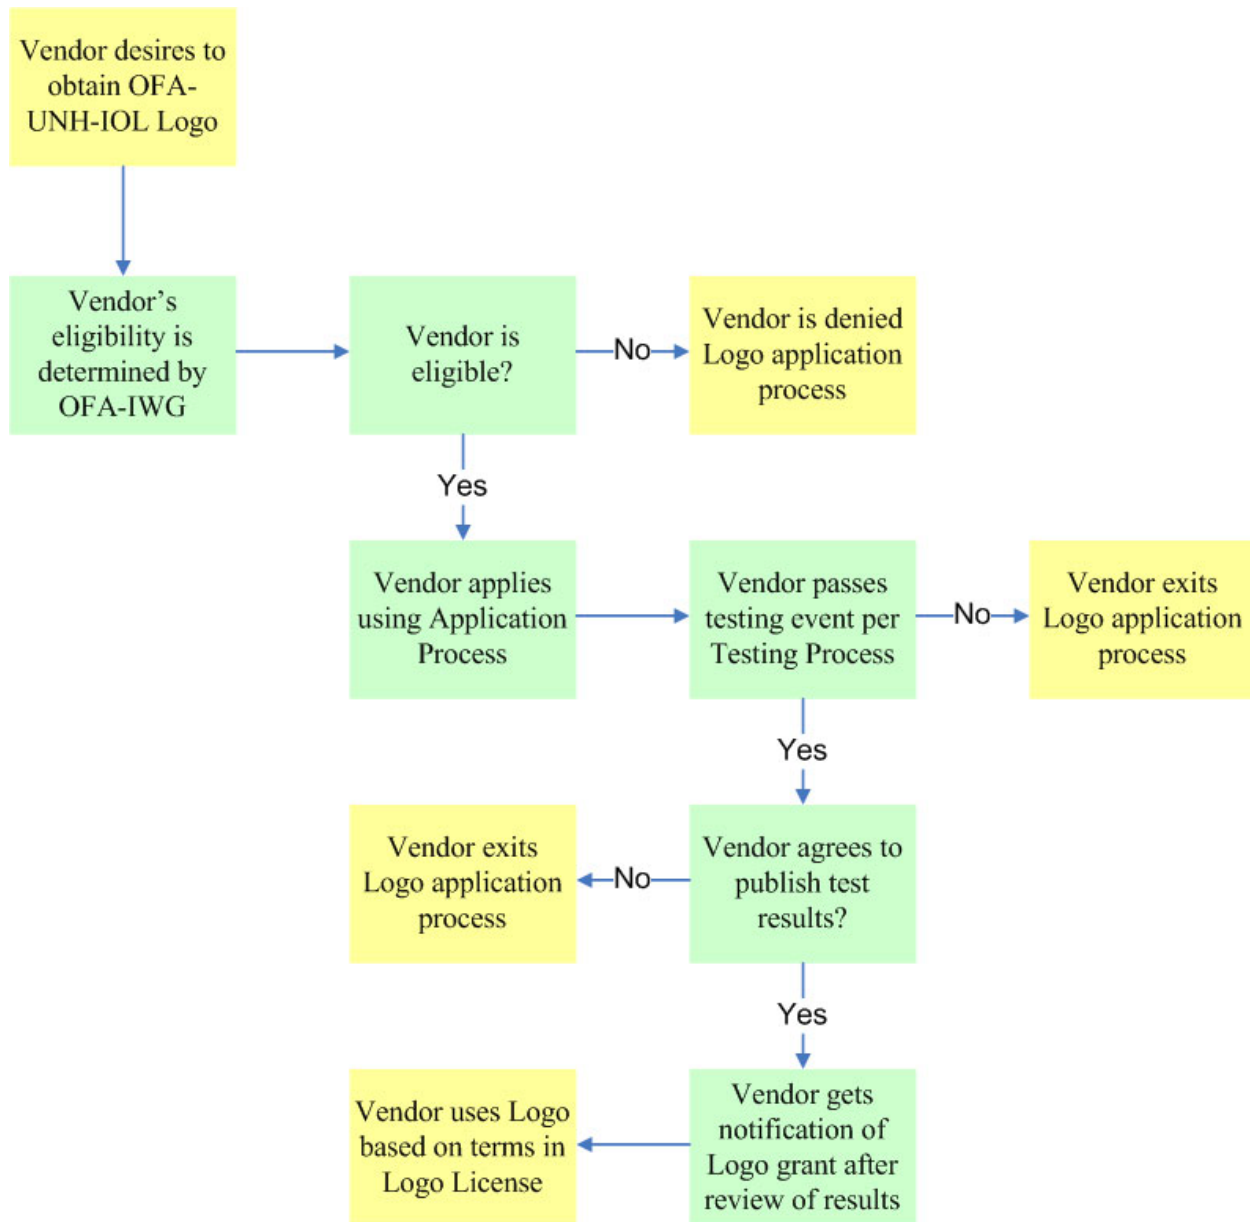 Vendor desires to
obtain OFA-
UNH-IOL Logo
Vendor’s
eligibility is
determined by
OFA-IWG
Vendor is
eligible?
No
Vendor is denied
Logo application
process
Yes
Vendor applies
using Application
Process
Vendor passes
testing event per
Testing Process
No
Vendor exits
Logo application
process
Yes
Vendor exits
Logo application
process
No
Vendor agrees to
publish test
results?
Yes
Vendor uses Logo
based on terms in
Logo License
Vendor gets
notification of
Logo grant after
review of results